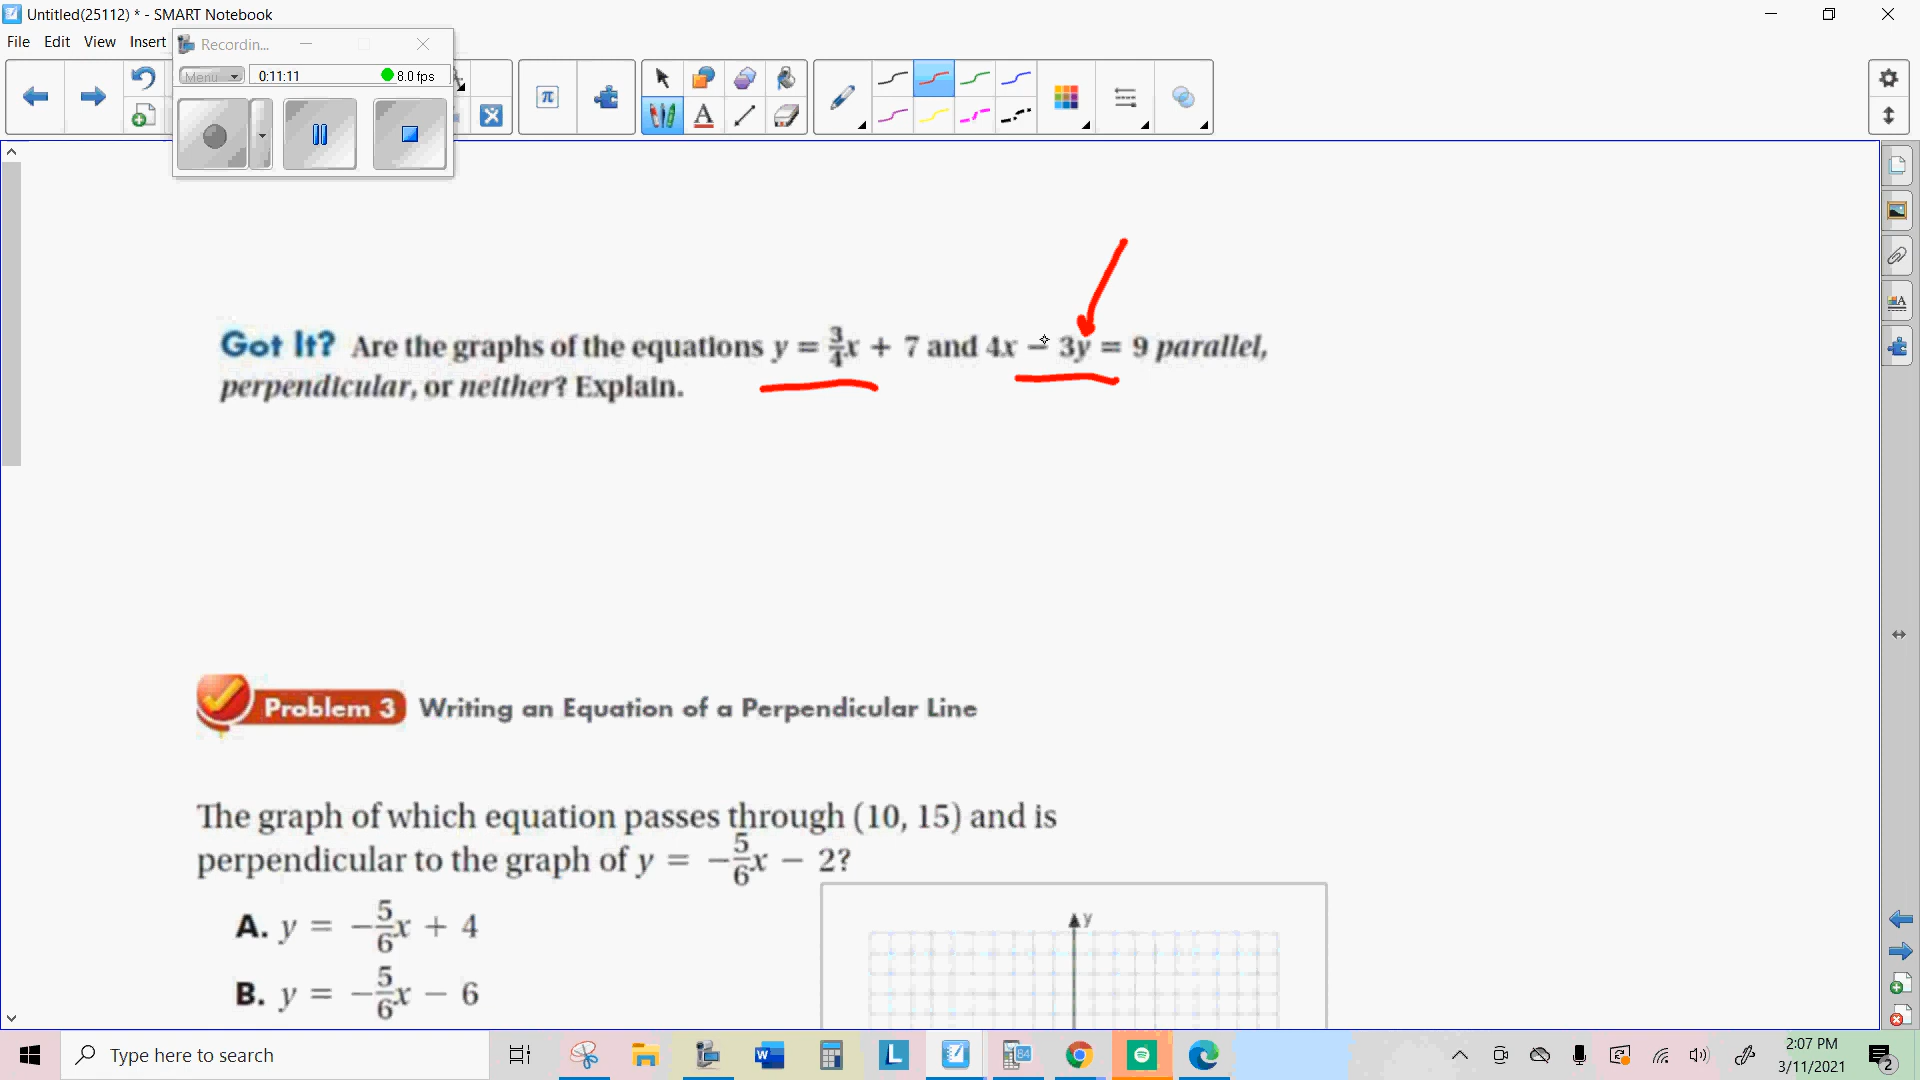 Untitled(25112) * - SMART Notebook
File Edit View Insert
Recordin...
Menu 0:11:11 8.0 fps
π
A
Got It? Are the graphs of the equations y = 3/4x + 7 and 4x − 3y = 9 parallel,
perpendicular, or neither? Explain.
Problem 3 Writing an Equation of a Perpendicular Line
The graph of which equation passes through (10, 15) and is
perpendicular to the graph of y = −5/6x − 2?
A. y = −5/6x + 4
B. y = −5/6x − 6
y
Type here to search
2:07 PM
3/11/2021
2